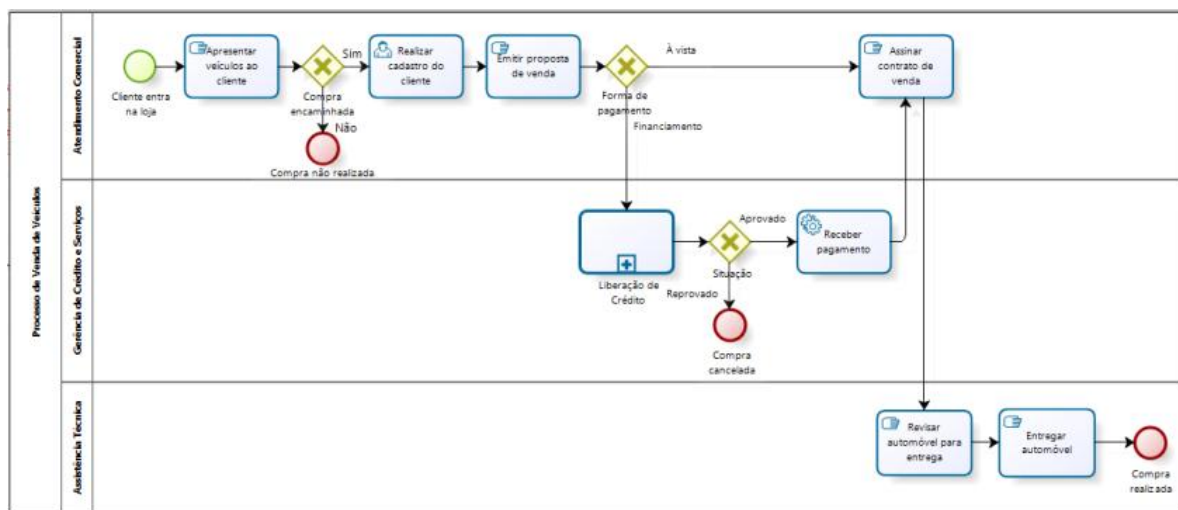 Processo de Venda de Veículos
Atendimento Comercial
Cliente entra
na loja
Apresentar
veículos ao
cliente
Compra
encaminhada
Sim
Não
Compra não realizada
Realizar
cadastro do
cliente
Emitir proposta
de venda
Forma de
pagamento
À vista
Financiamento
Assinar
contrato de
venda
Gerência de Crédito e Serviços
Liberação de
Crédito
Situação
Aprovado
Reprovado
Compra
cancelada
Receber
pagamento
Assistência Técnica
Revisar
automóvel para
entrega
Entregar
automóvel
Compra
realizada